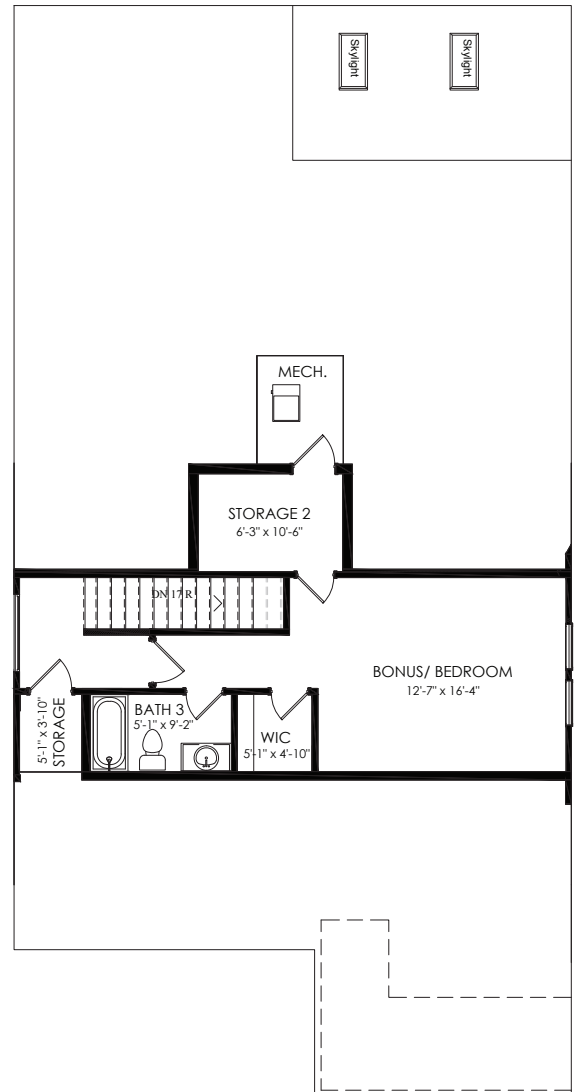 Skylight
Skylight
MECH.
STORAGE 2
6'-3" x 10'-6"
DN 17 R
BONUS/ BEDROOM
12'-7" x 16'-4"
5'-1" x 3'-10"
STORAGE
BATH 3
5'-1" x 9'-2"
WIC
5'-1" x 4'-10"